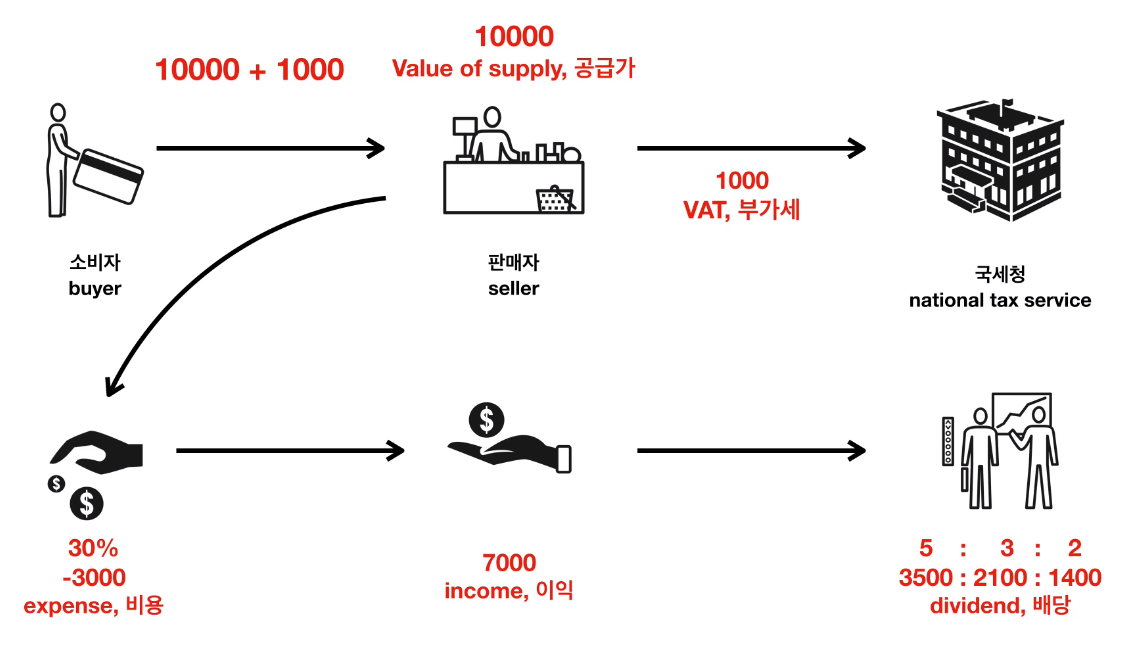 10000 + 1000
10000
Value of supply, 공급가
1000
VAT, 부가세
소비자
buyer
판매자
seller
국세청
national tax service
30%
-3000
expense, 비용
7000
income, 이익
5 : 3 : 2
3500 : 2100 : 1400
dividend, 배당